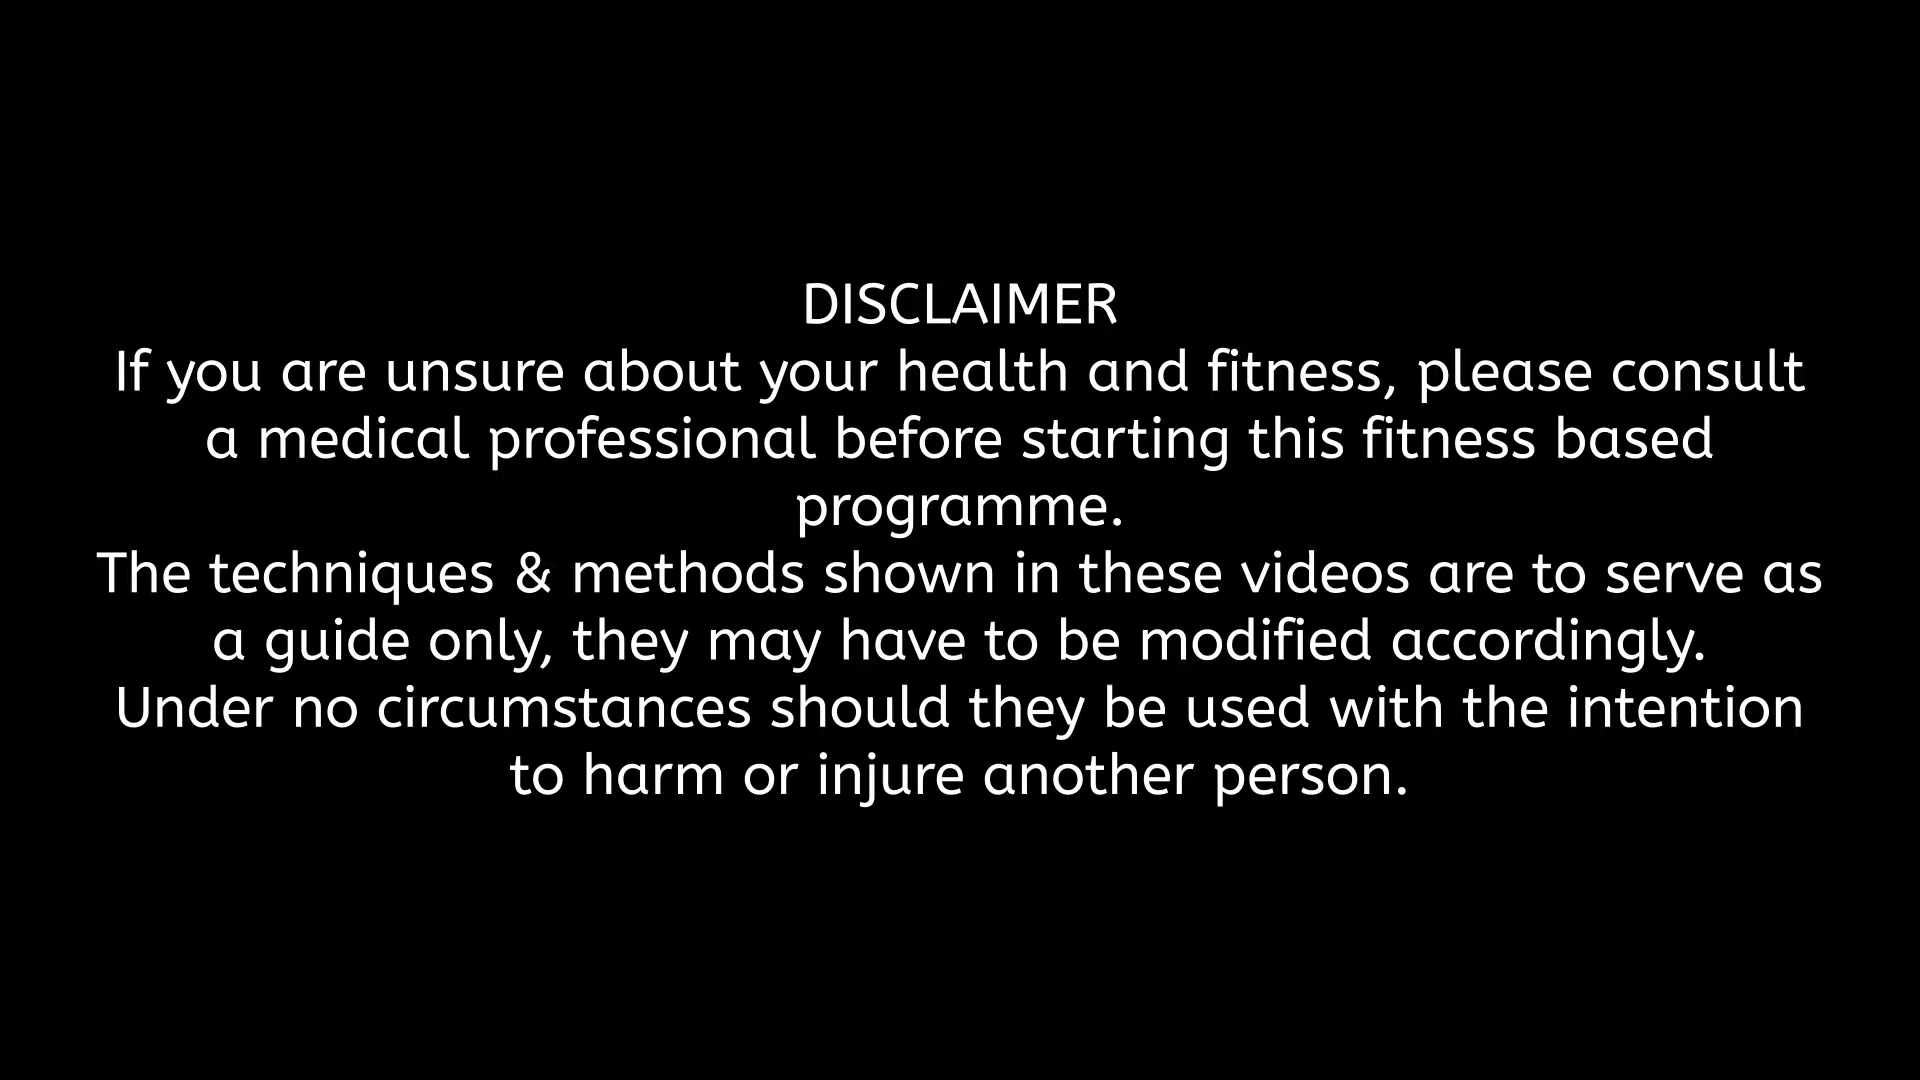 DISCLAIMER
If you are unsure about your health and fitness, please consult
a medical professional before starting this fitness based
programme.
The techniques & methods shown in these videos are to serve as
a guide only, they may have to be modified accordingly.
Under no circumstances should they be used with the intention
to harm or injure another person.